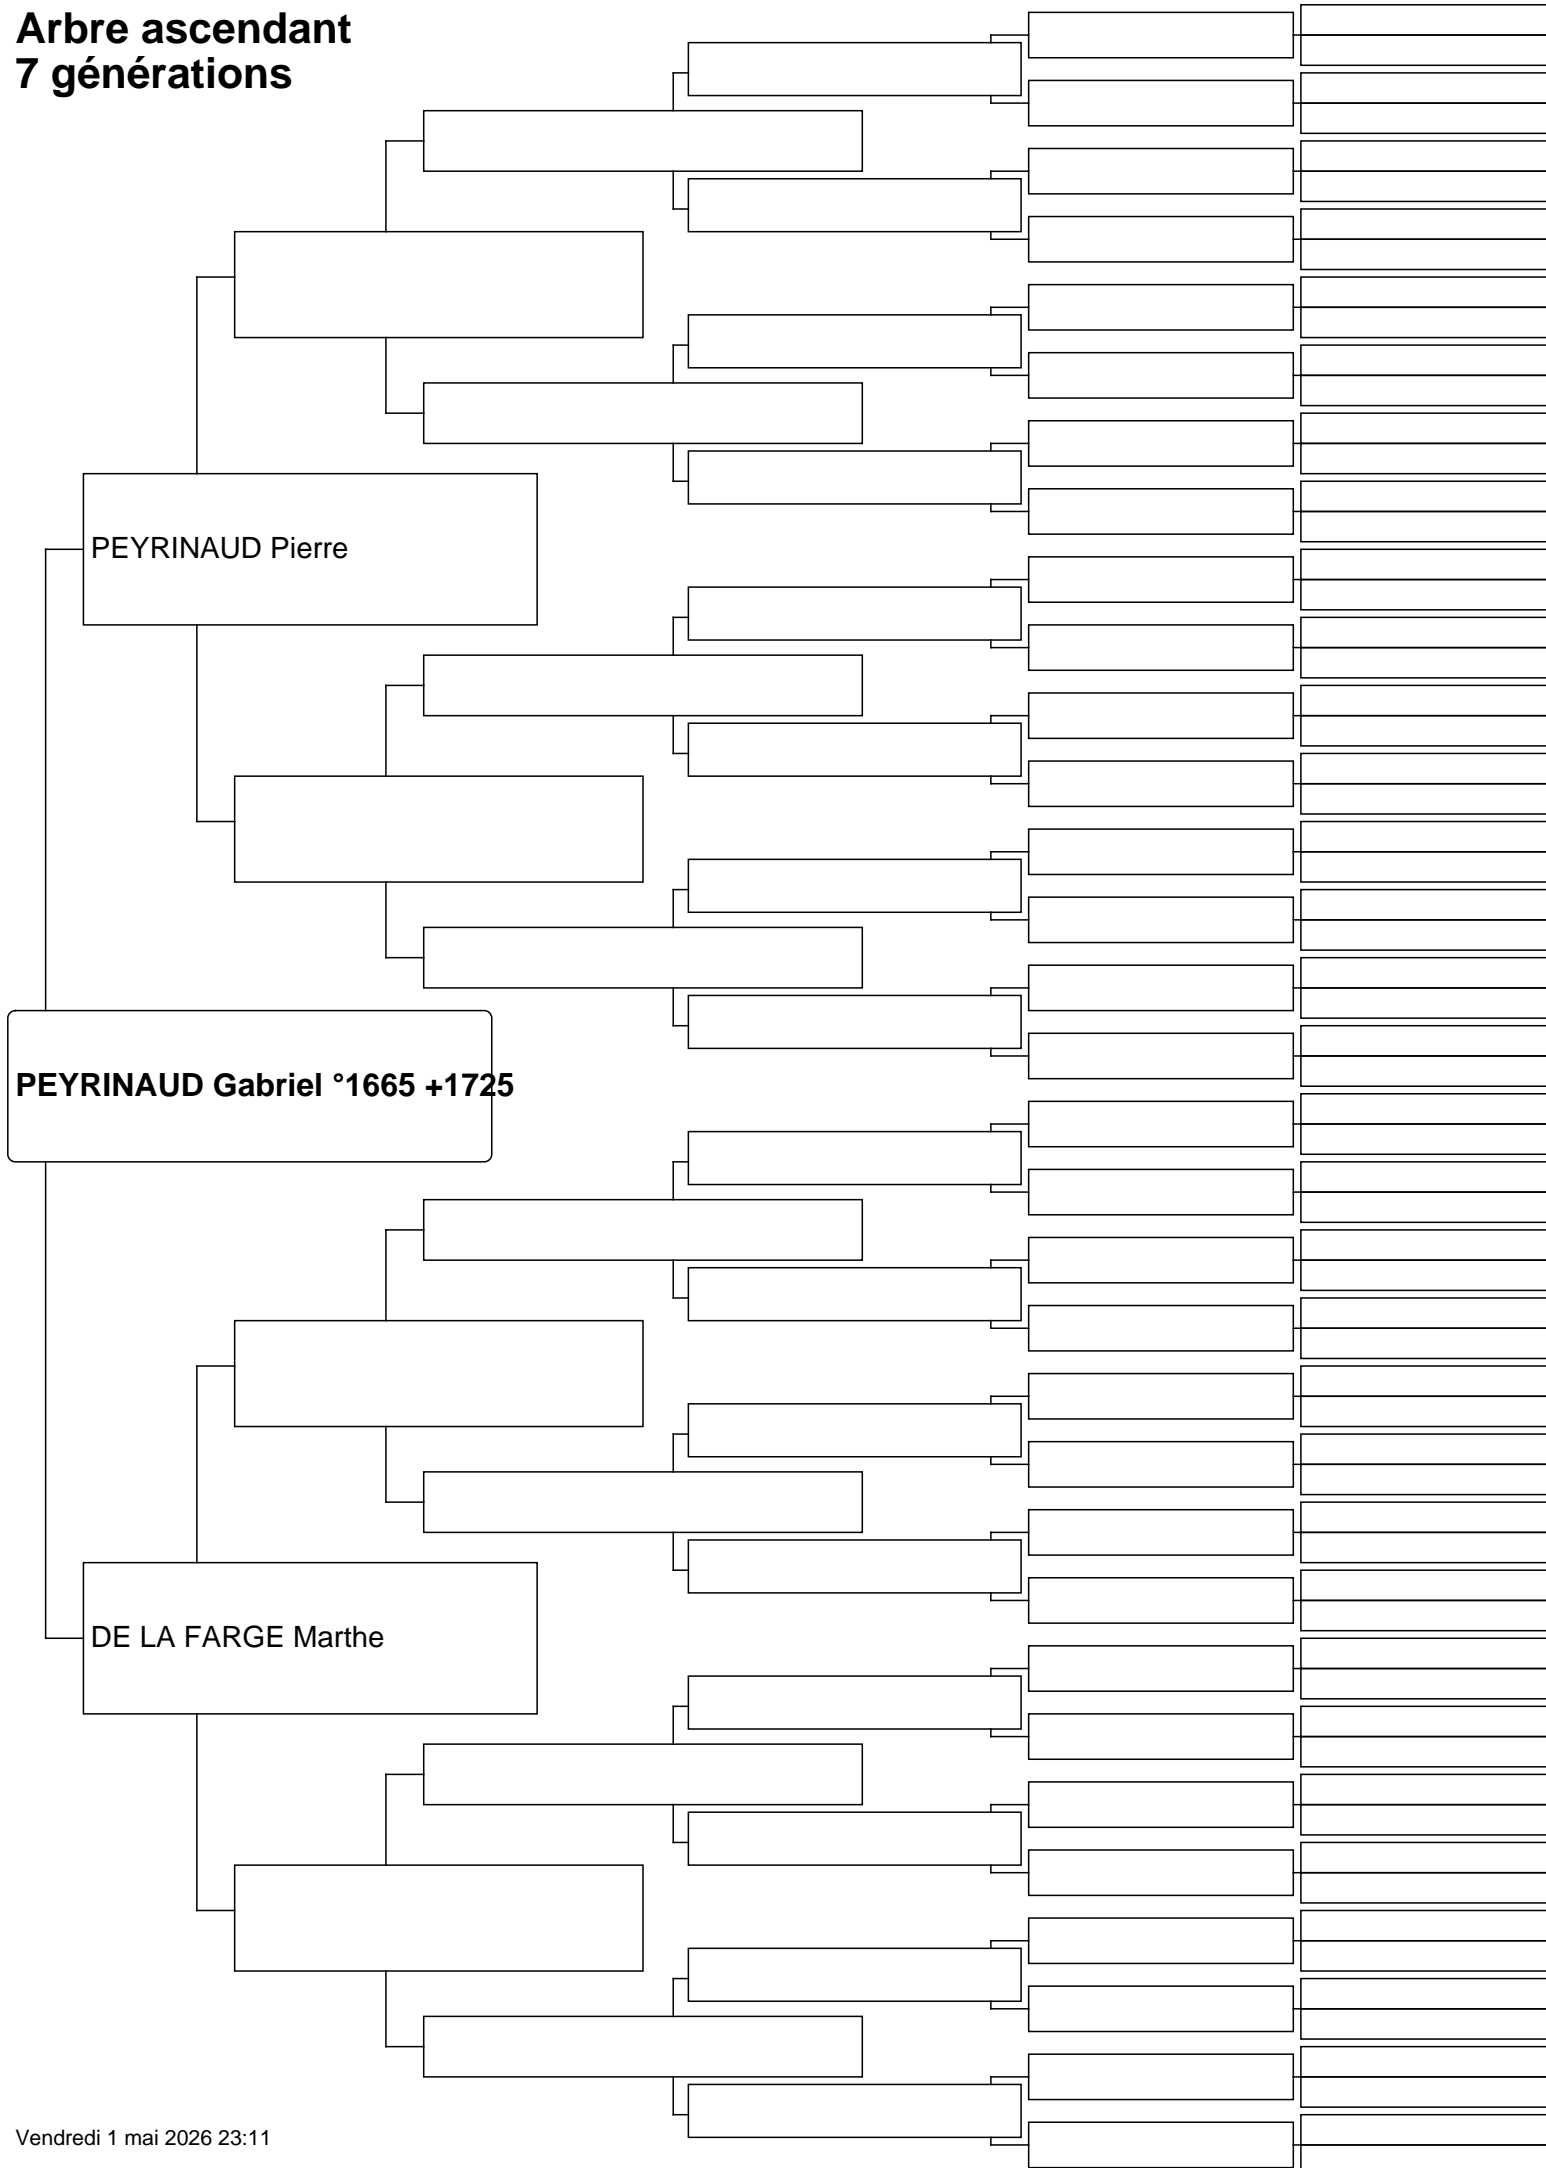 Arbre ascendant
7 générations
PEYRINAUD Pierre
PEYRINAUD Gabriel °1665 +1725
DE LA FARGE Marthe
Vendredi 1 mai 2026 23:11